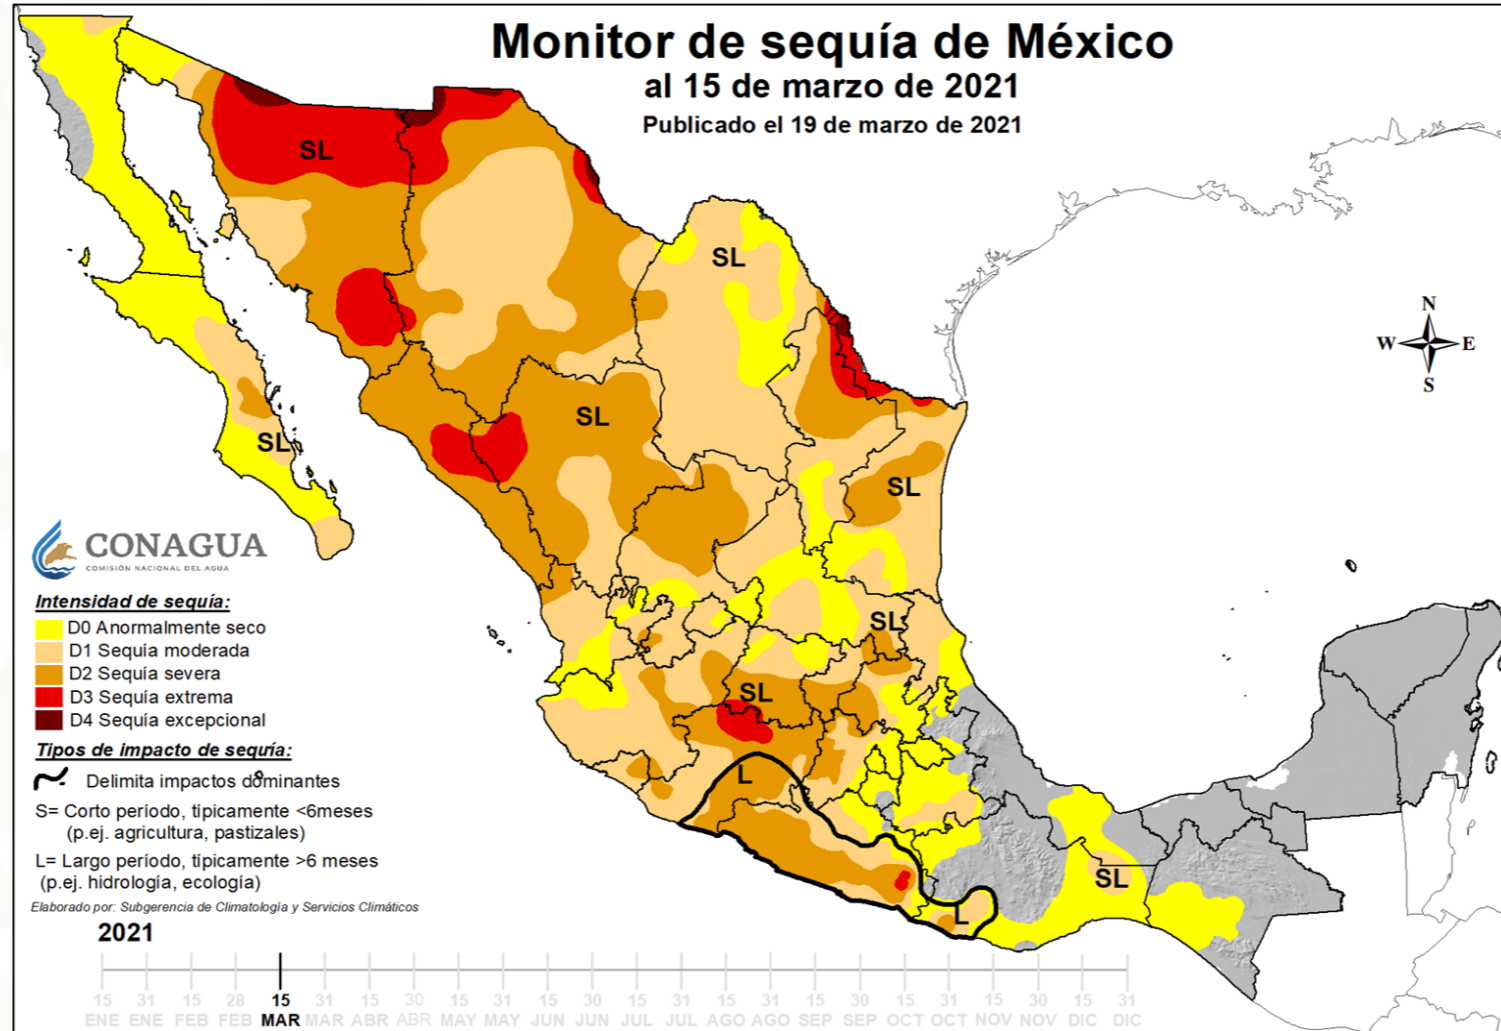 Monitor de sequía de México
al 15 de marzo de 2021
Publicado el 19 de marzo de 2021
SL
SL
SL
SL
SL
SL
SL
L
L
SL
N
W
E
S
CONAGUA
COMISIÓN NACIONAL DEL AGUA
Intensidad de sequía:
D0 Anormalmente seco
D1 Sequía moderada
D2 Sequía severa
D3 Sequía extrema
D4 Sequía excepcional
Tipos de impacto de sequía:
Delimita impactos dominantes
S= Corto período, típicamente <6meses
(p.ej. agricultura, pastizales)
L= Largo período, típicamente >6 meses
(p.ej. hidrología, ecología)
Elaborado por: Subgerencia de Climatología y Servicios Climáticos
2021
15 31 15 28 15 31 15 30 15 31 15 30 15 31 15 31 15 30 15 31 15 30 15 31
ENE ENE FEB FEB MAR MAR ABR ABR MAY MAY JUN JUN JUL JUL AGO AGO SEP SEP OCT OCT NOV NOV DIC DIC